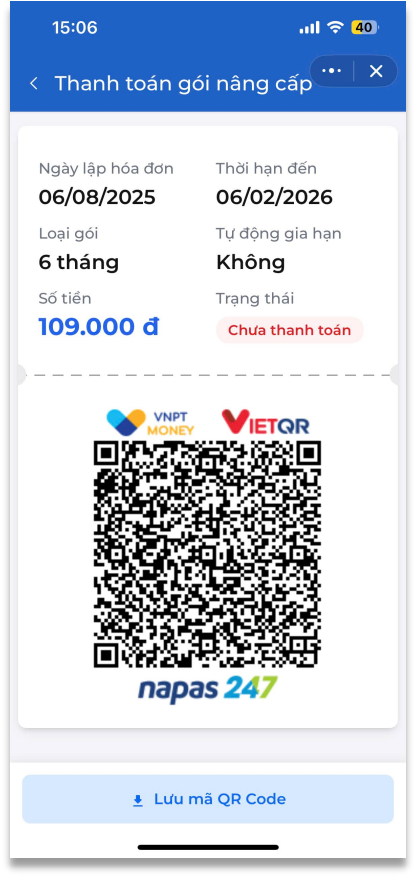 15:06
40
Thanh toán gói nâng cấp
Ngày lập hóa đơn
Thời hạn đến
06/08/2025
06/02/2026
Loại gói
Tự động gia hạn
6 tháng
Không
Số tiền
Trạng thái
109.000 đ
Chưa thanh toán
VNPT
MONEY
VIETQR
napas 247
Lưu mã QR Code